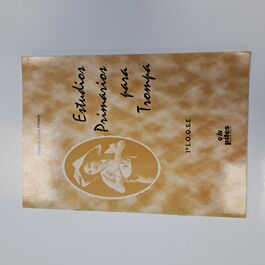 Estudios
Primarios
para
Trompa
1º L.O.G.S.E.
piles